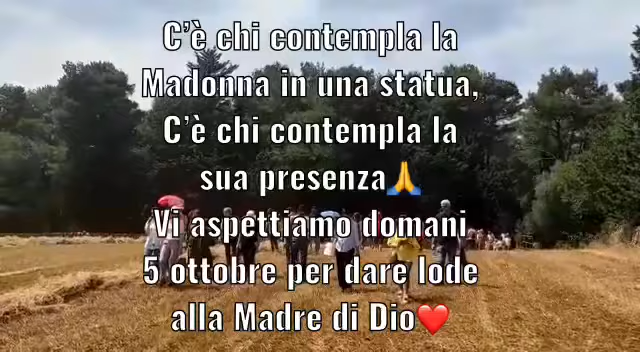 C'è chi contempla la
Madonna in una statua,
C'è chi contempla la
sua presenza🙏
Vi aspettiamo domani
5 ottobre per dare lode
alla Madre di Dio❤️